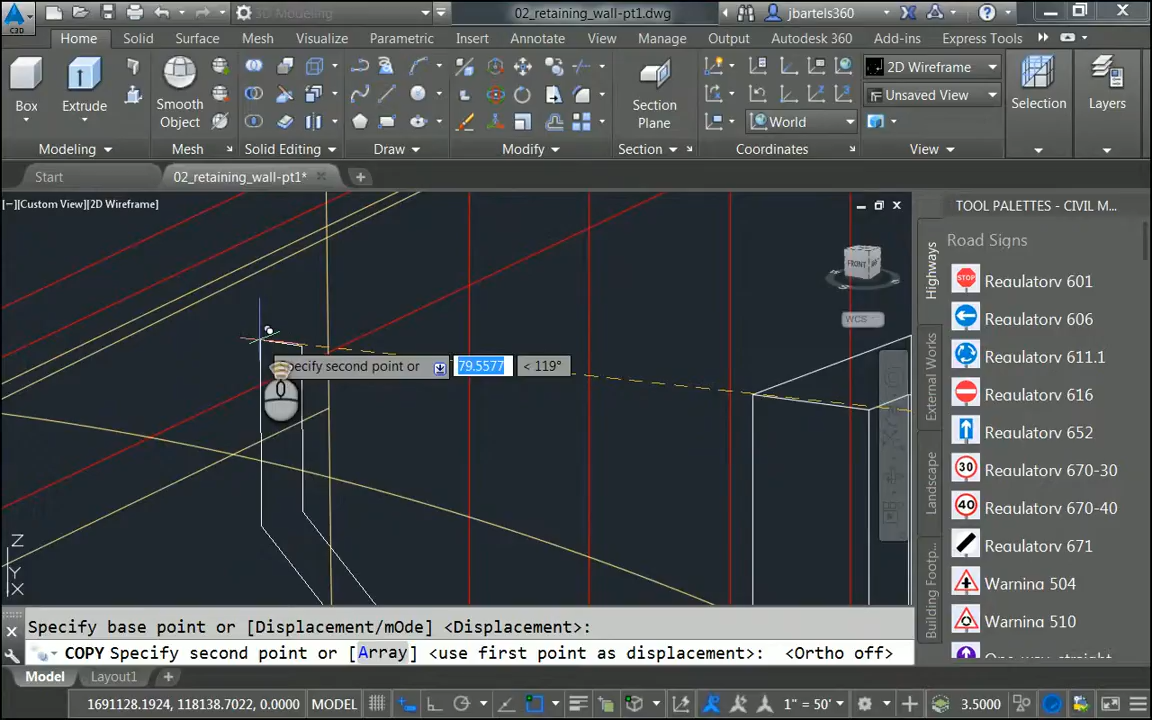 3D Modeling
02_retaining_wall-pt1.dwg
jbartels360
C3D
Home Solid Surface Mesh Visualize Parametric Insert Annotate View Manage Output Autodesk 360 Add-ins Express Tools
Box
Extrude
Smooth
Object
Section
Plane
World
2D Wireframe
Unsaved View
Selection
Layers
Modeling
Mesh
Solid Editing
Draw
Modify
Section
Coordinates
View
Start
02_retaining_wall-pt1*
[−][Custom View][2D Wireframe]
FRONT
WCS
pecify second point or
79.5577
< 119°
Z
Y
X
TOOL PALETTES - CIVIL M...
Highways
External Works
Landscape
Building Footp...
Road Signs
STOP
Regulatory 601
Regulatory 606
Regulatory 611.1
Regulatory 616
Regulatory 652
30
Regulatory 670-30
40
Regulatory 670-40
Regulatory 671
Warning 504
Warning 510
Specify base point or [Displacement/mOde] <Displacement>:
COPY Specify second point or [Array] <use first point as displacement>: <Ortho off>
Model
Layout1
1691128.1924, 118138.7022, 0.0000
MODEL
1" = 50'
3.5000